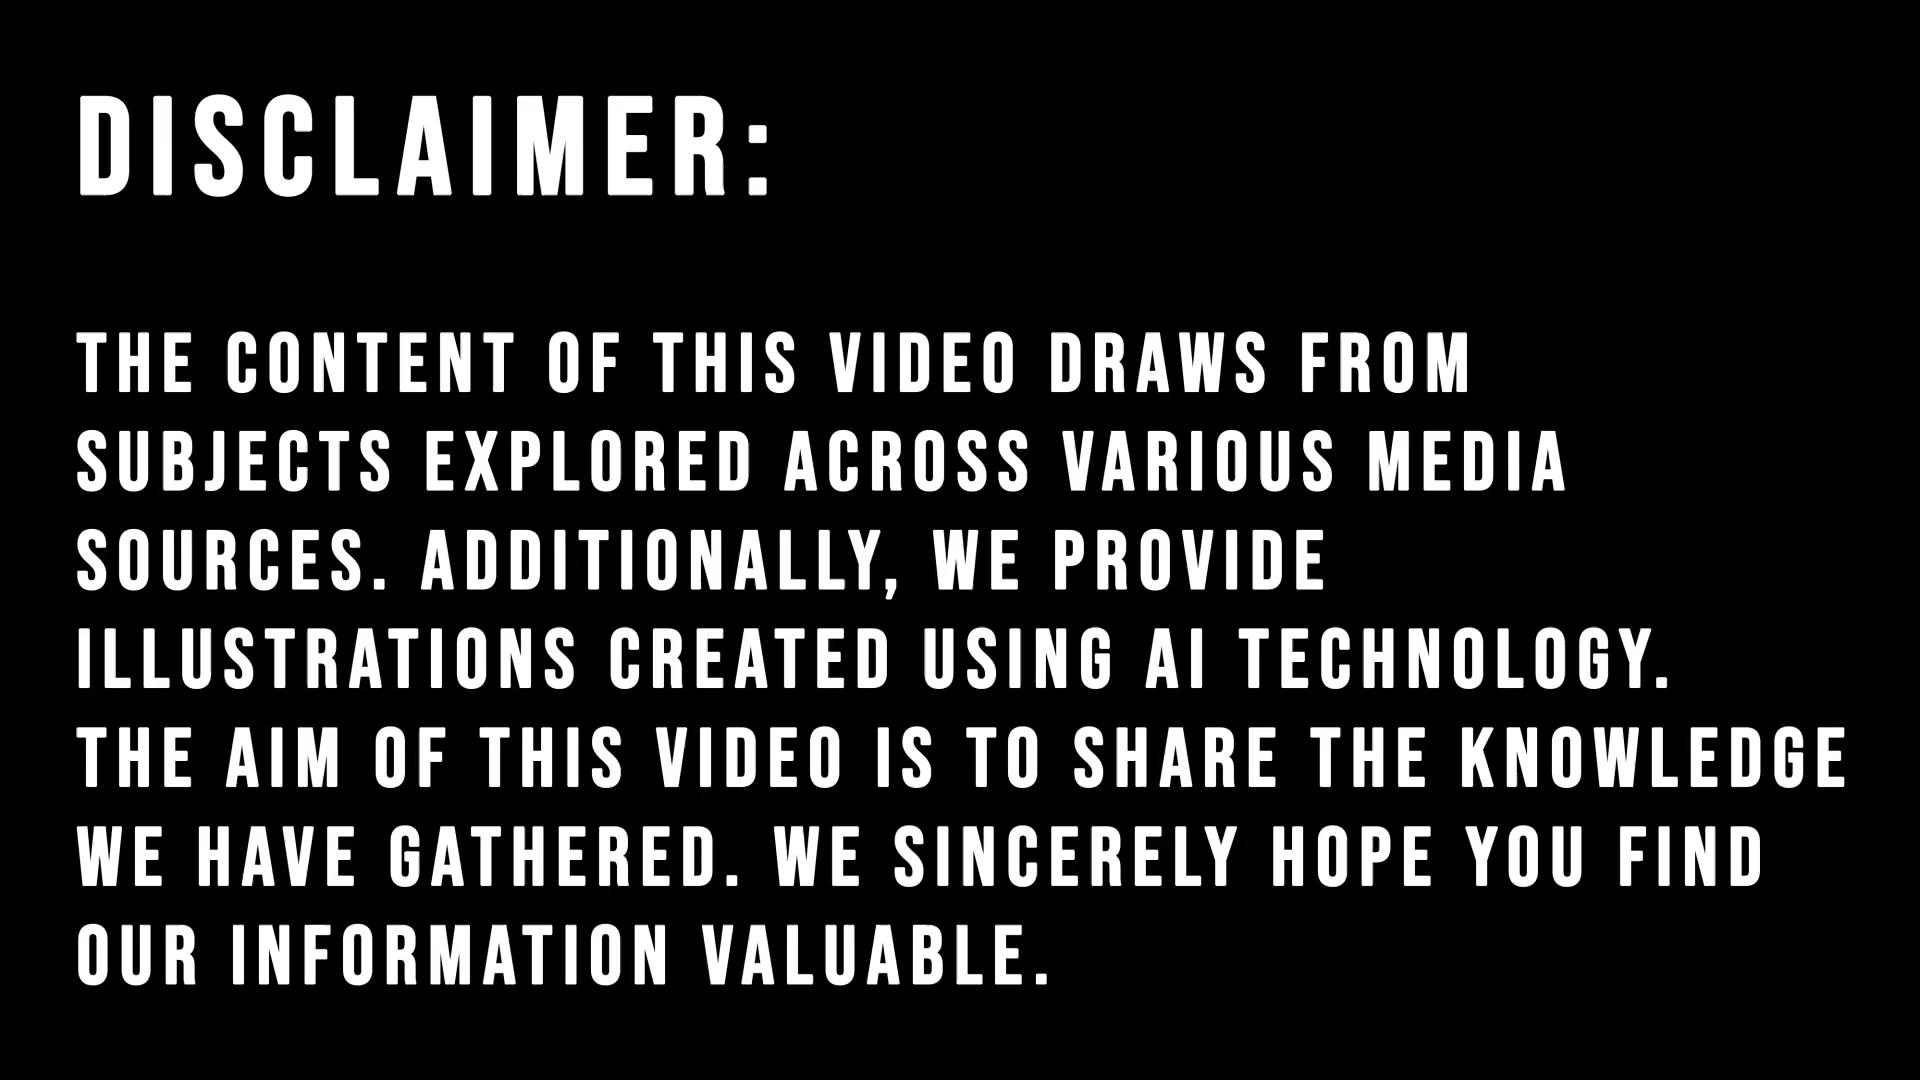 DISCLAIMER:
THE CONTENT OF THIS VIDEO DRAWS FROM
SUBJECTS EXPLORED ACROSS VARIOUS MEDIA
SOURCES. ADDITIONALLY, WE PROVIDE
ILLUSTRATIONS CREATED USING AI TECHNOLOGY.
THE AIM OF THIS VIDEO IS TO SHARE THE KNOWLEDGE
WE HAVE GATHERED. WE SINCERELY HOPE YOU FIND
OUR INFORMATION VALUABLE.